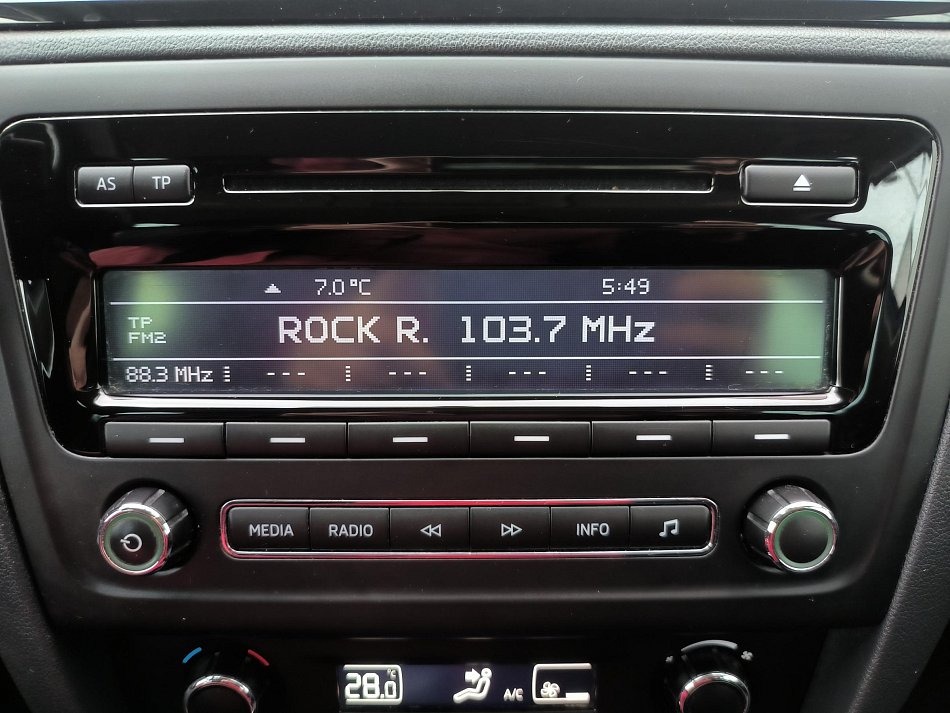 AS TP
7.0 °C 5:49
TP
FM2
ROCK R. 103.7 MHz
88.3 MHz --- --- --- --- ---
MEDIA RADIO INFO
28.0 °C A/C